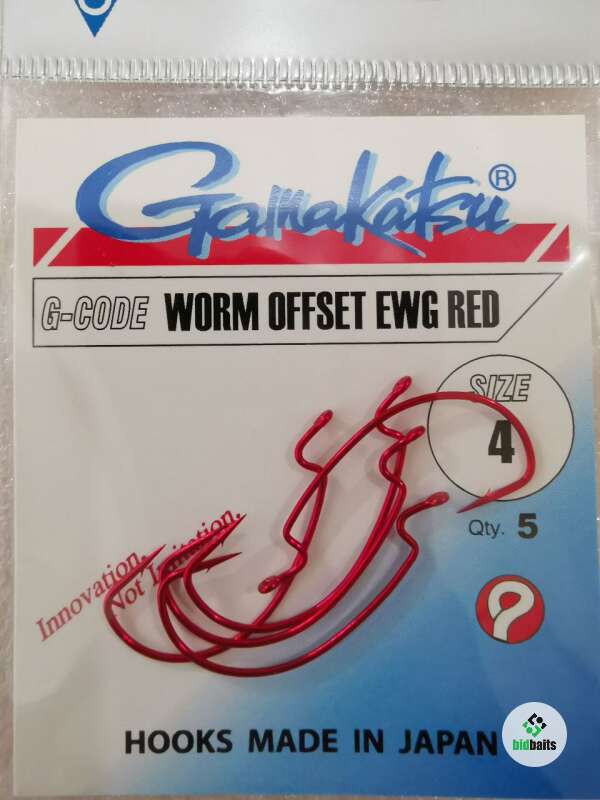 Gamakatsu®
G-CODE WORM OFFSET EWG RED
SIZE
4
Qty. 5
Innovation,
Not Imitation.
HOOKS MADE IN JAPAN
bidbaits